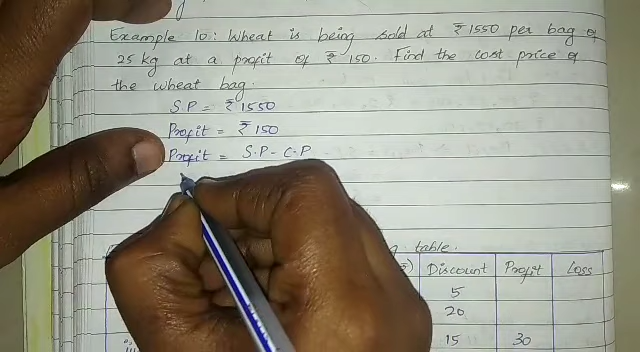 Example 10: Wheat is being sold at ₹1550 per bag of
25 kg at a profit of ₹ 150. Find the cost price of
the wheat bag.
S.P = ₹1550
Profit = ₹ 150
Profit = S.P - C.P
table.
Discount Profit Loss
5
20
15 30